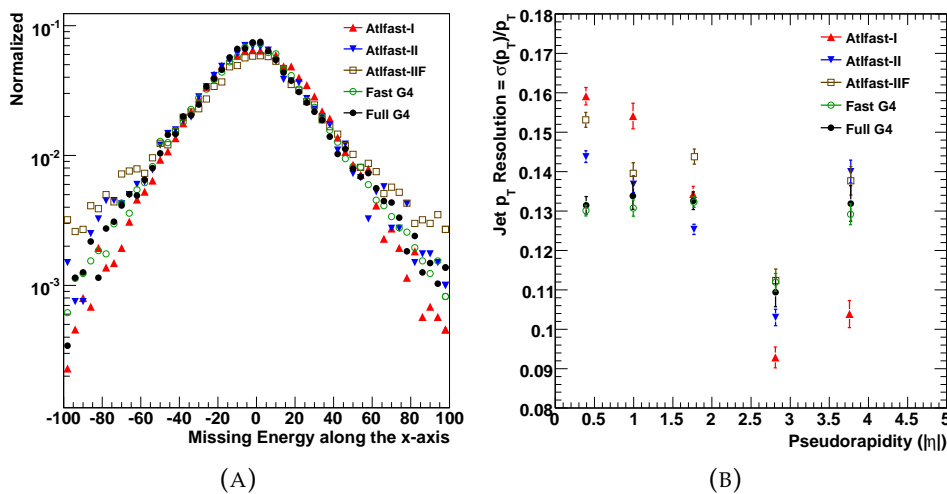 Normalized
10⁻¹
10⁻²
10⁻³
Atlfast-I
Atlfast-II
Atlfast-IIF
Fast G4
Full G4
-100 -80 -60 -40 -20 0 20 40 60 80 100
Missing Energy along the x-axis
(A)
Jet p_T Resolution = σ(p_T)/p_T
0.18
0.17
0.16
0.15
0.14
0.13
0.12
0.11
0.1
0.09
0.08
Atlfast-I
Atlfast-II
Atlfast-IIF
Fast G4
Full G4
0 0.5 1 1.5 2 2.5 3 3.5 4 4.5 5
Pseudorapidity (|η|)
(B)